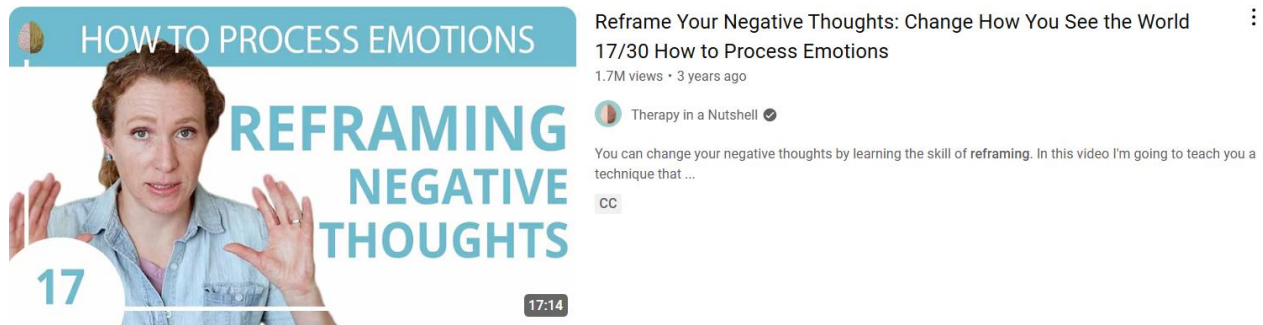 HOW TO PROCESS EMOTIONS
REFRAMING
NEGATIVE
THOUGHTS
17
17:14
Reframe Your Negative Thoughts: Change How You See the World
17/30 How to Process Emotions
1.7M views • 3 years ago
Therapy in a Nutshell
You can change your negative thoughts by learning the skill of reframing. In this video I'm going to teach you a
technique that ...
CC